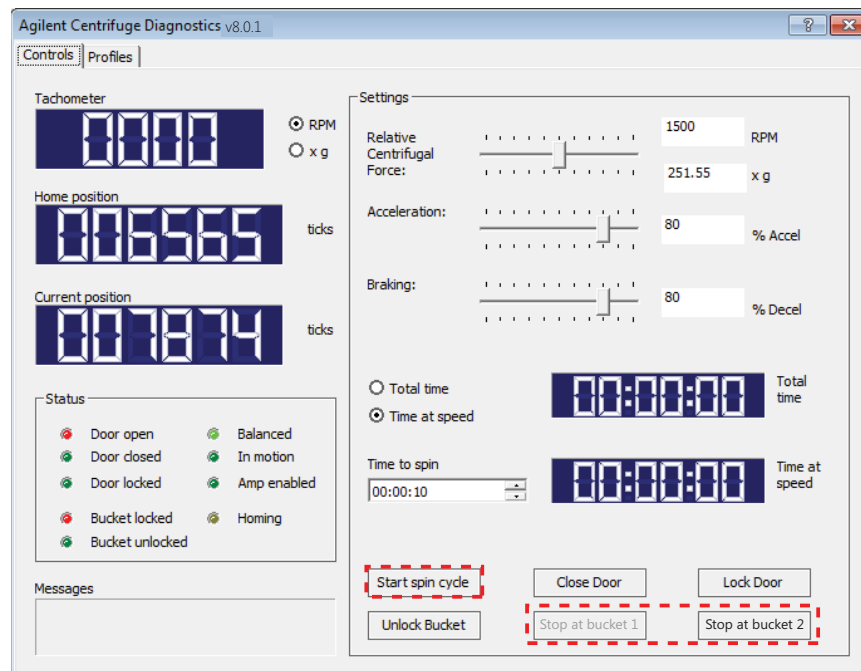 Agilent Centrifuge Diagnostics v8.0.1
Controls
Profiles
Tachometer
0000
RPM
x g
Home position
006565
ticks
Current position
007874
ticks
Status
Door open
Balanced
Door closed
In motion
Door locked
Amp enabled
Bucket locked
Homing
Bucket unlocked
Messages
Settings
Relative
Centrifugal
Force:
1500
RPM
251.55
x g
Acceleration:
80
% Accel
Braking:
80
% Decel
Total time
Time at speed
00:00:00
Total
time
Time to spin
00:00:10
00:00:00
Time at
speed
Start spin cycle
Close Door
Lock Door
Unlock Bucket
Stop at bucket 1
Stop at bucket 2